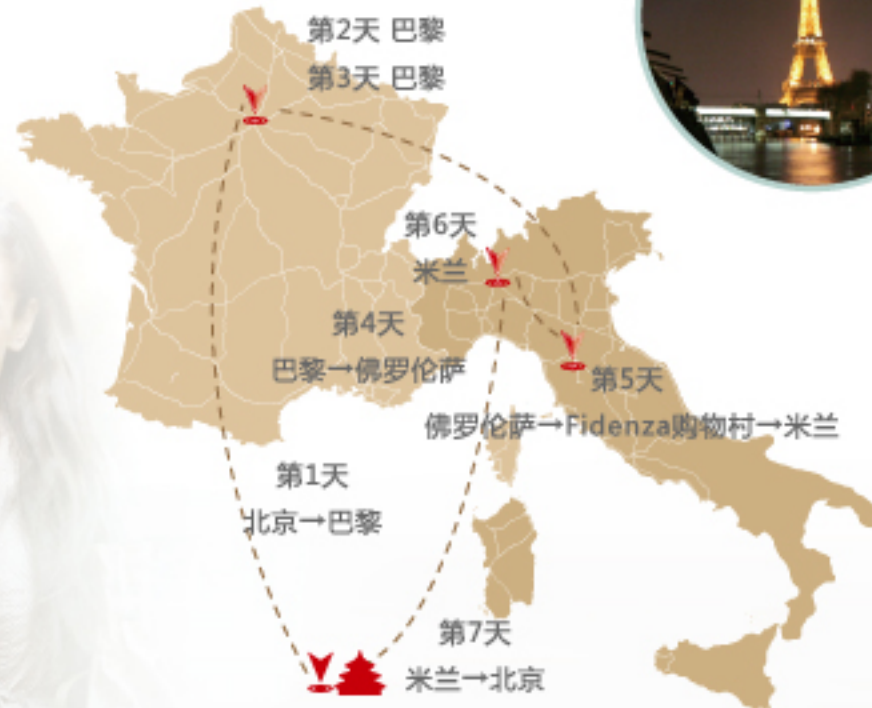 第2天 巴黎
第3天 巴黎
第6天
米兰
第4天
巴黎→佛罗伦萨
第5天
佛罗伦萨→Fidenza购物村→米兰
第1天
北京→巴黎
第7天
米兰→北京